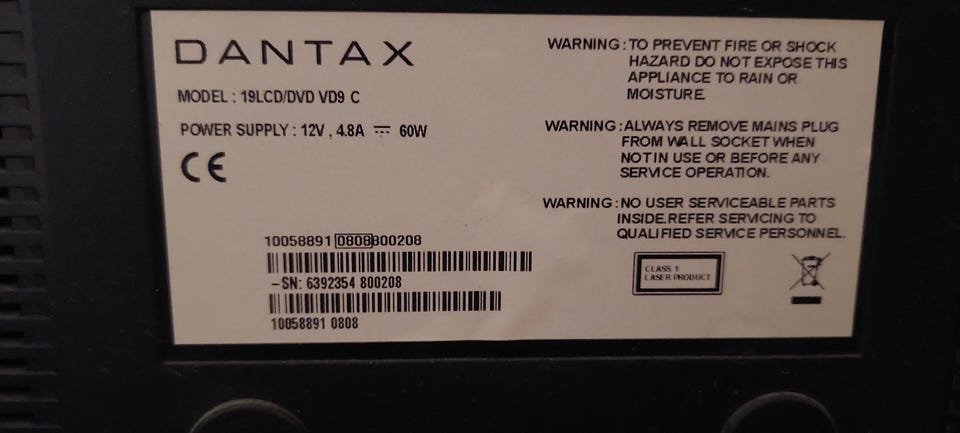 DANTAX
MODEL : 19LCD/DVD VD9 C
POWER SUPPLY : 12V , 4.8A ⎓ 60W
CE
10058891 0808800208
-SN: 6392354 800208
10058891 0808
WARNING : TO PREVENT FIRE OR SHOCK
HAZARD DO NOT EXPOSE THIS
APPLIANCE TO RAIN OR
MOISTURE.
WARNING : ALWAYS REMOVE MAINS PLUG
FROM WALL SOCKET WHEN
NOT IN USE OR BEFORE ANY
SERVICE OPERATION.
WARNING : NO USER SERVICEABLE PARTS
INSIDE.REFER SERVICING TO
QUALIFIED SERVICE PERSONNEL.
CLASS 1
LASER PRODUCT